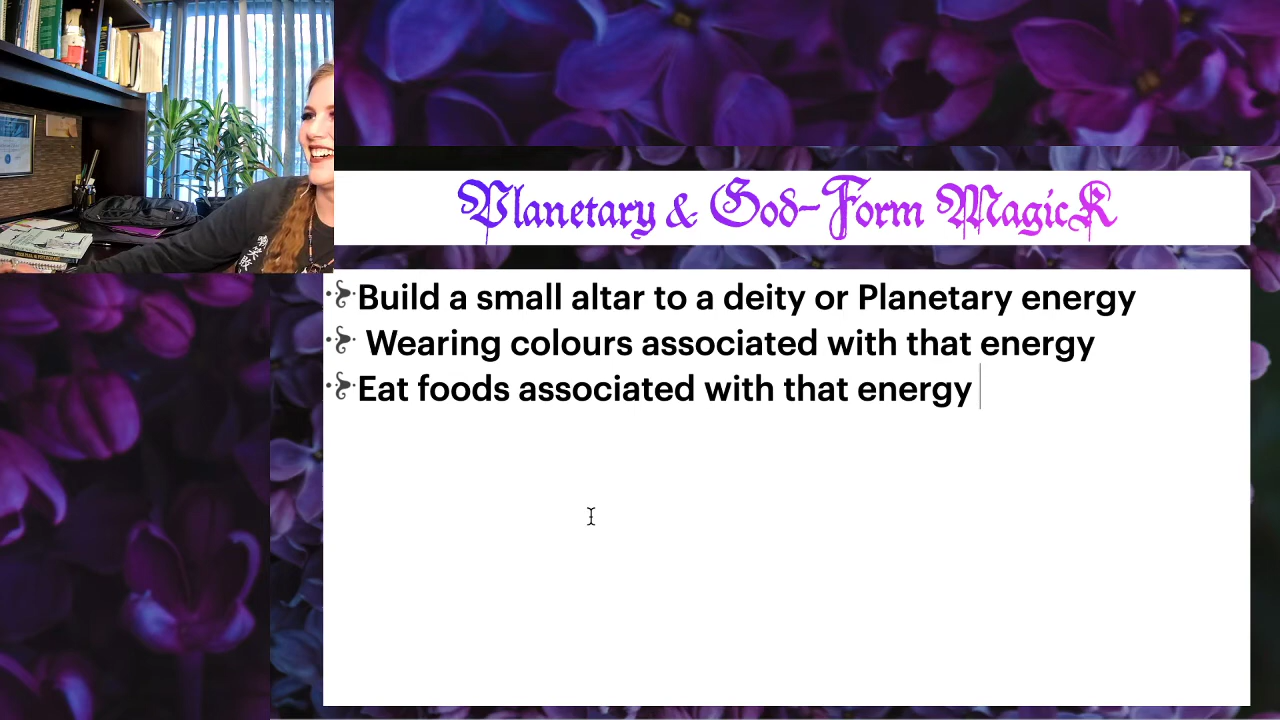 Planetary & God-Form MagicK
Build a small altar to a deity or Planetary energy
Wearing colours associated with that energy
Eat foods associated with that energy